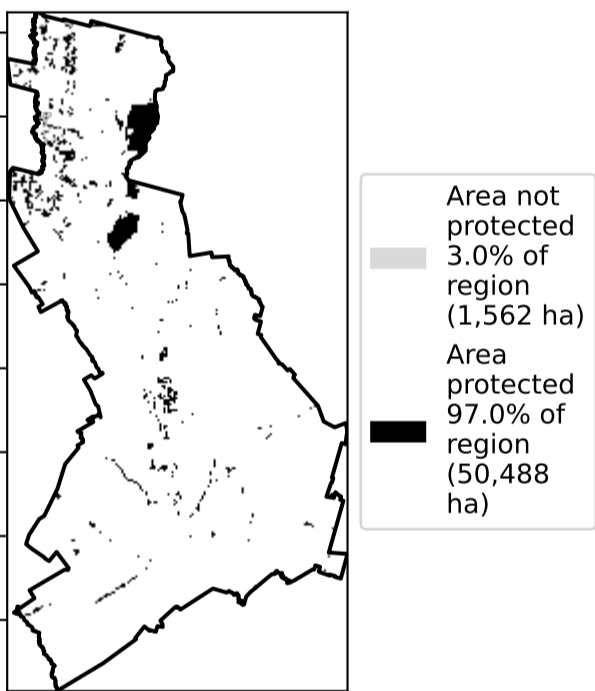 Area not
protected
3.0% of
region
(1,562 ha)
Area
protected
97.0% of
region
(50,488
ha)